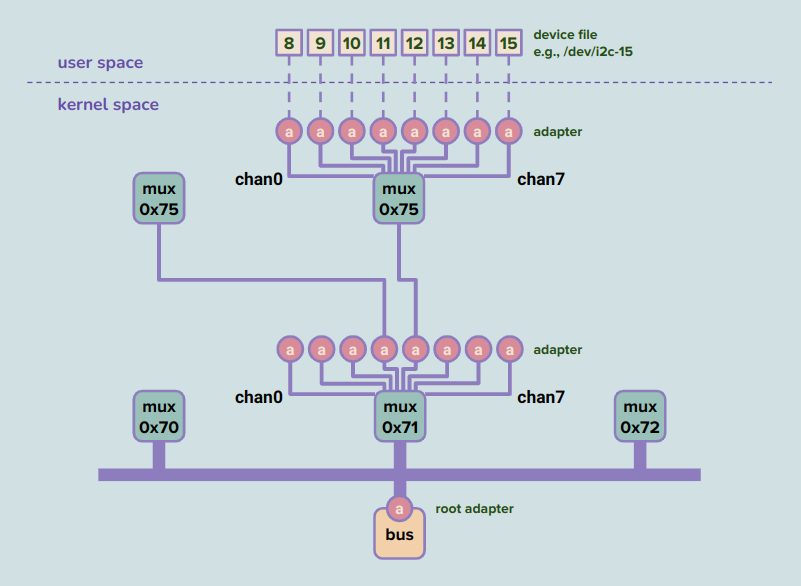 8 9 10 11 12 13 14 15
device file
e.g., /dev/i2c-15
user space
kernel space
a a a a a a a a
adapter
chan0
chan7
mux
0x75
mux
0x75
a a a a a a a a
adapter
chan0
chan7
mux
0x70
mux
0x71
mux
0x72
a
root adapter
bus